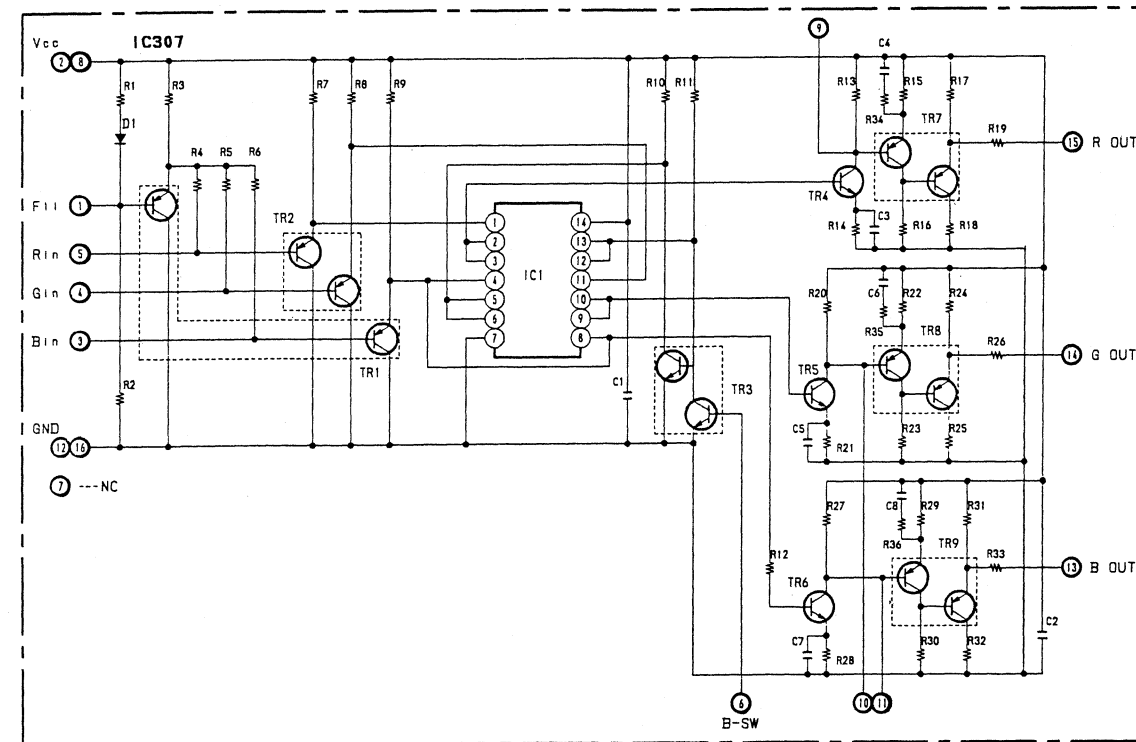 Vcc
IC307
2 8
9
C4
R1 R3 R7 R8 R9 R10 R11 R13 R15 R17
D1
R34 TR7
R4 R5 R6
R19
15 R OUT
TR4
Fil 1
TR2
R14 C3 R16 R18
Rin 5
1 2 3 4 5 6 7
14 13 12 11 10 9 8
IC1
Gin 4
R20 C6 R22 R24
R35 TR8
Bin 3
R26
14 G OUT
TR1
TR5
R2
C1
TR3
GND
12 16
C5 R21 R23 R25
7 ---NC
R27 C8 R29 R31
R36 TR9
R12
R33
13 B OUT
TR6
C7 R28 R30 R32 C2
6
B-SW
10 11